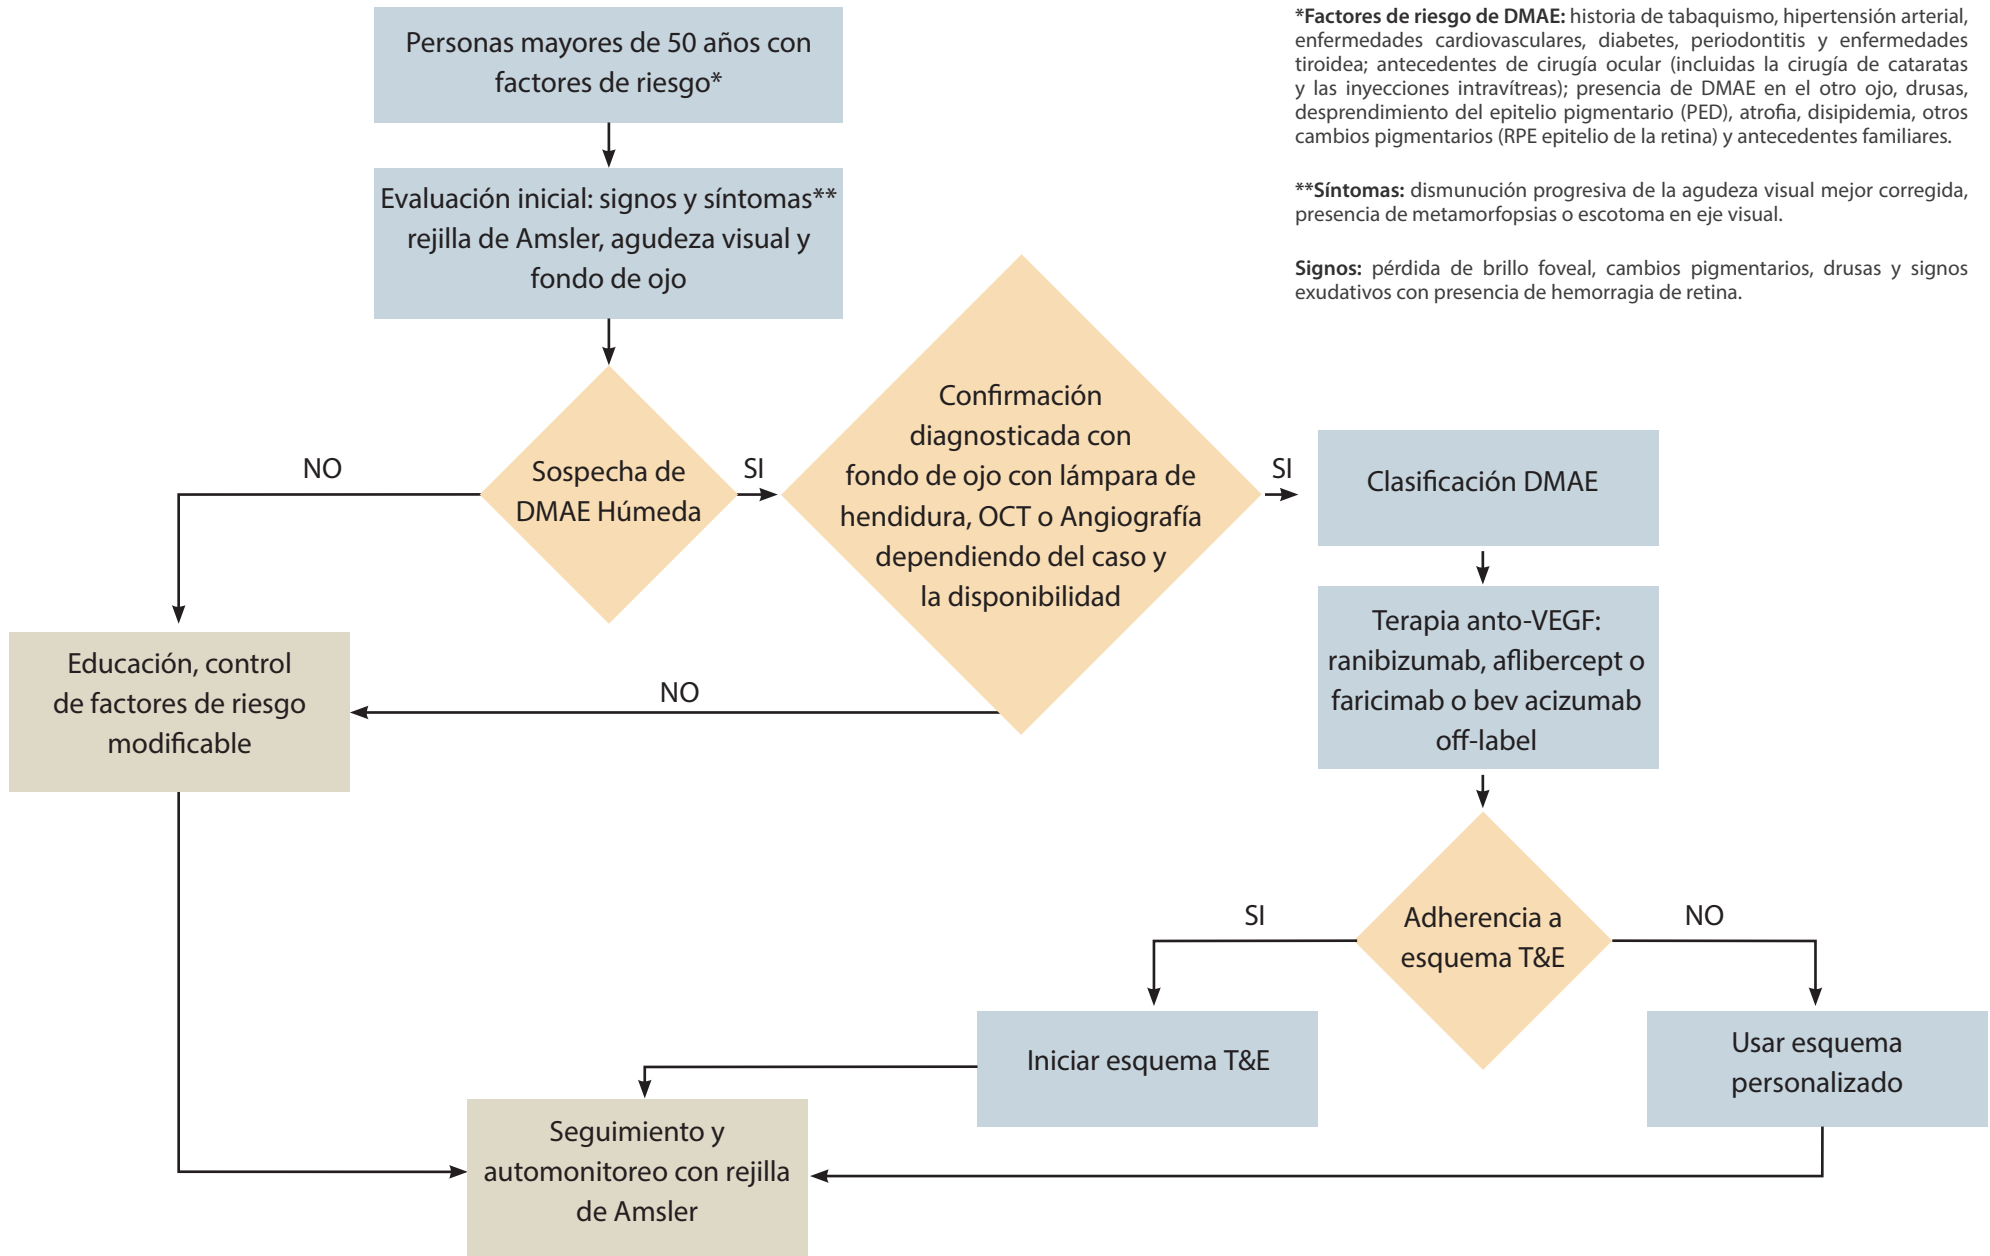 Personas mayores de 50 años con
factores de riesgo*
*Factores de riesgo de DMAE: historia de tabaquismo, hipertensión arterial,
enfermedades cardiovasculares, diabetes, periodontitis y enfermedades
tiroidea; antecedentes de cirugía ocular (incluidas la cirugía de cataratas
y las inyecciones intravítreas); presencia de DMAE en el otro ojo, drusas,
desprendimiento del epitelio pigmentario (PED), atrofia, disipidemia, otros
cambios pigmentarios (RPE epitelio de la retina) y antecedentes familiares.
**Síntomas: dismunución progresiva de la agudeza visual mejor corregida,
presencia de metamorfopsias o escotoma en eje visual.
Signos: pérdida de brillo foveal, cambios pigmentarios, drusas y signos
exudativos con presencia de hemorragia de retina.
Evaluación inicial: signos y síntomas**
rejilla de Amsler, agudeza visual y
fondo de ojo
Sospecha de
DMAE Húmeda
NO
SI
Confirmación
diagnosticada con
fondo de ojo con lámpara de
hendidura, OCT o Angiografía
dependiendo del caso y
la disponibilidad
SI
NO
Clasificación DMAE
Terapia anto-VEGF:
ranibizumab, aflibercept o
faricimab o bev acizumab
off-label
Educación, control
de factores de riesgo
modificable
Adherencia a
esquema T&E
SI
NO
Iniciar esquema T&E
Usar esquema
personalizado
Seguimiento y
automonitoreo con rejilla
de Amsler